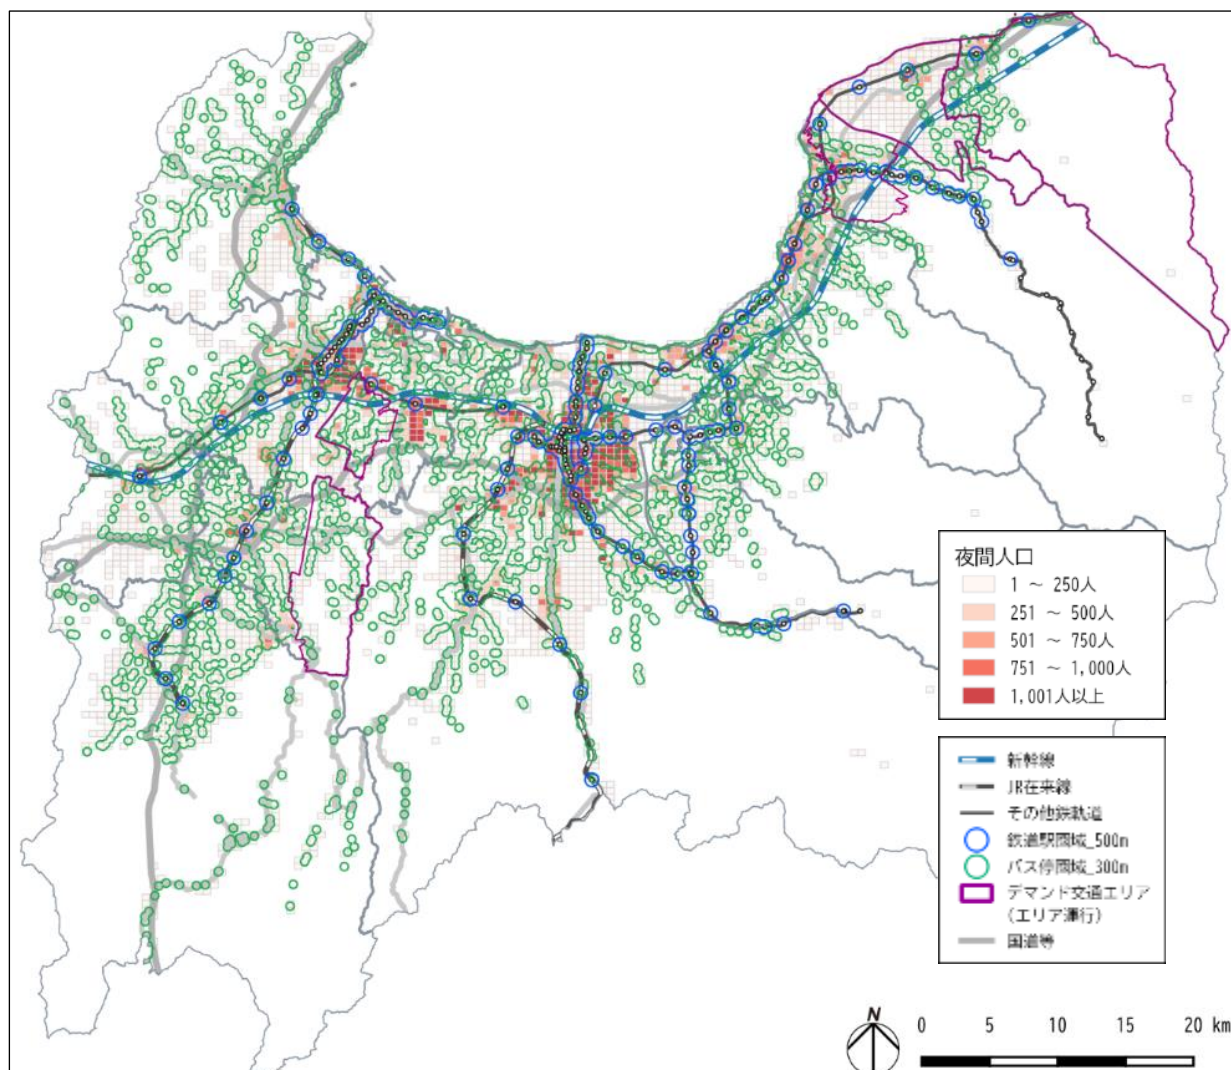 夜間人口
1 ～ 250人
251 ～ 500人
501 ～ 750人
751 ～ 1,000人
1,001人以上
新幹線
JR在来線
その他鉄軌道
鉄道駅圏域_500m
バス停圏域_300m
デマンド交通エリア
(エリア運行)
国道等
N
0 5 10 15 20 km